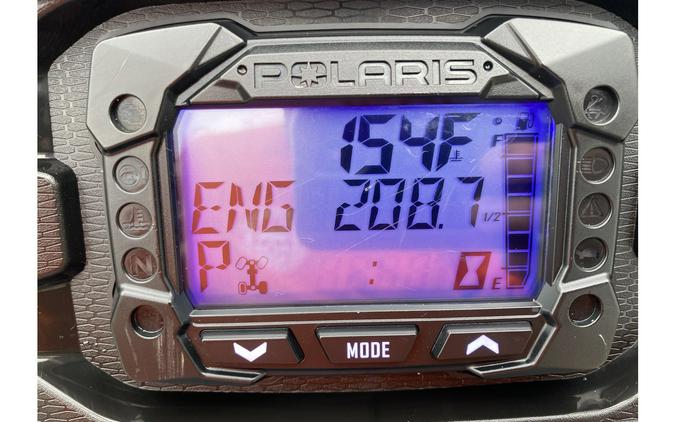 POLARIS
154F
F
ENG 208.7
1/2
P :
E
N
MODE